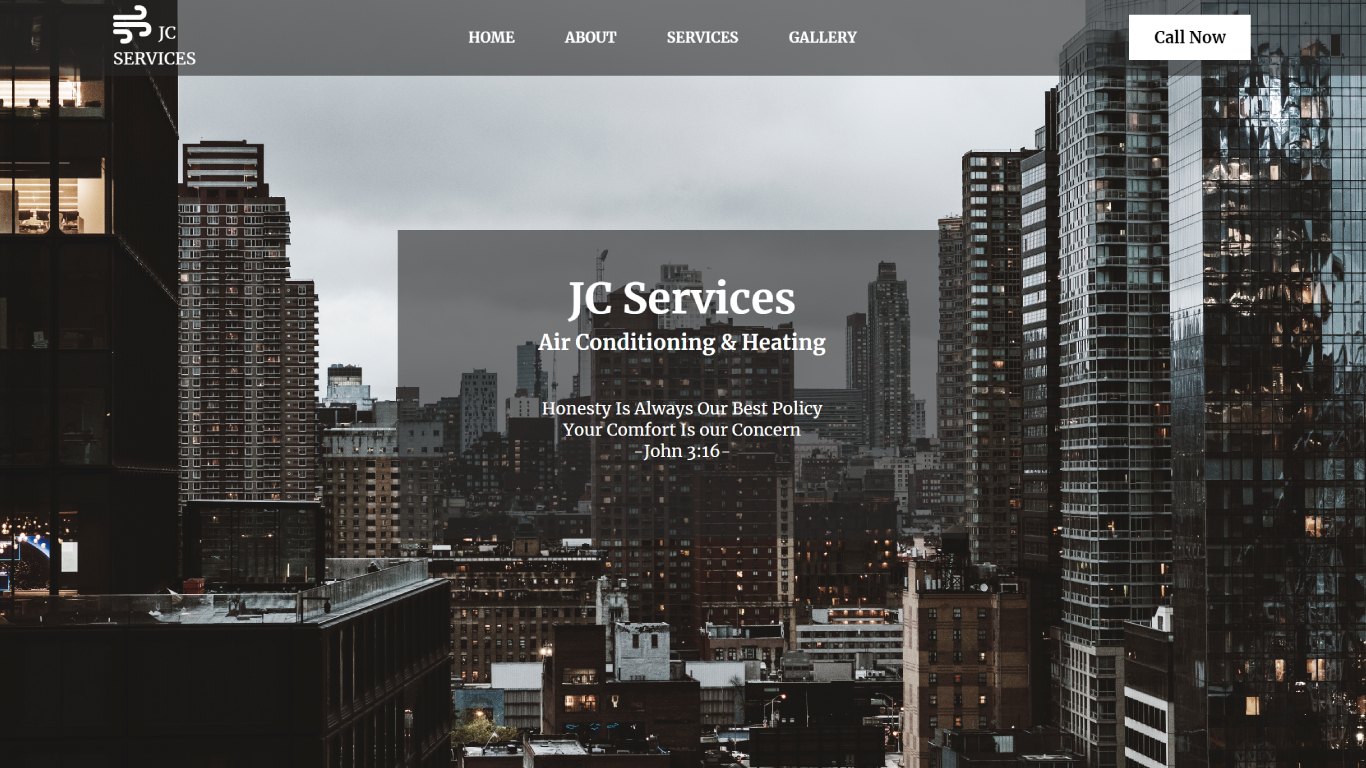 JC
SERVICES
HOME
ABOUT
SERVICES
GALLERY
Call Now
JC Services
Air Conditioning & Heating
Honesty Is Always Our Best Policy
Your Comfort Is our Concern
-John 3:16-